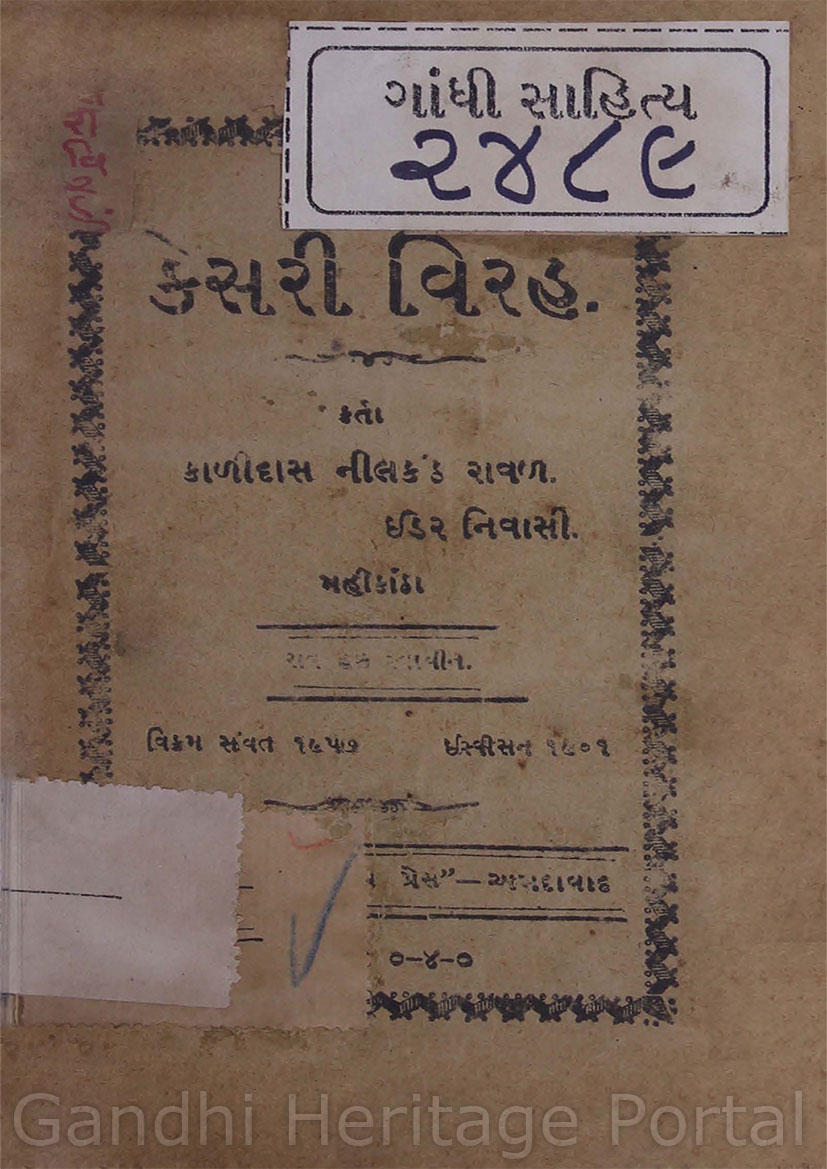 ગાંધી સાહિત્ય
૨૪૮૯
કેસરી વિરહ.
કર્તા
કાળીદાસ નીલકંઠ રાવળ.
ઈડર નિવાસી.
મહીકાંઠા
વિક્રમ સંવત ૧૯૫૭ ઈસ્વીસન ૧૯૦૧
પ્રેસ"—અમદાવાદ
૦-૪-૦
Gandhi Heritage Portal